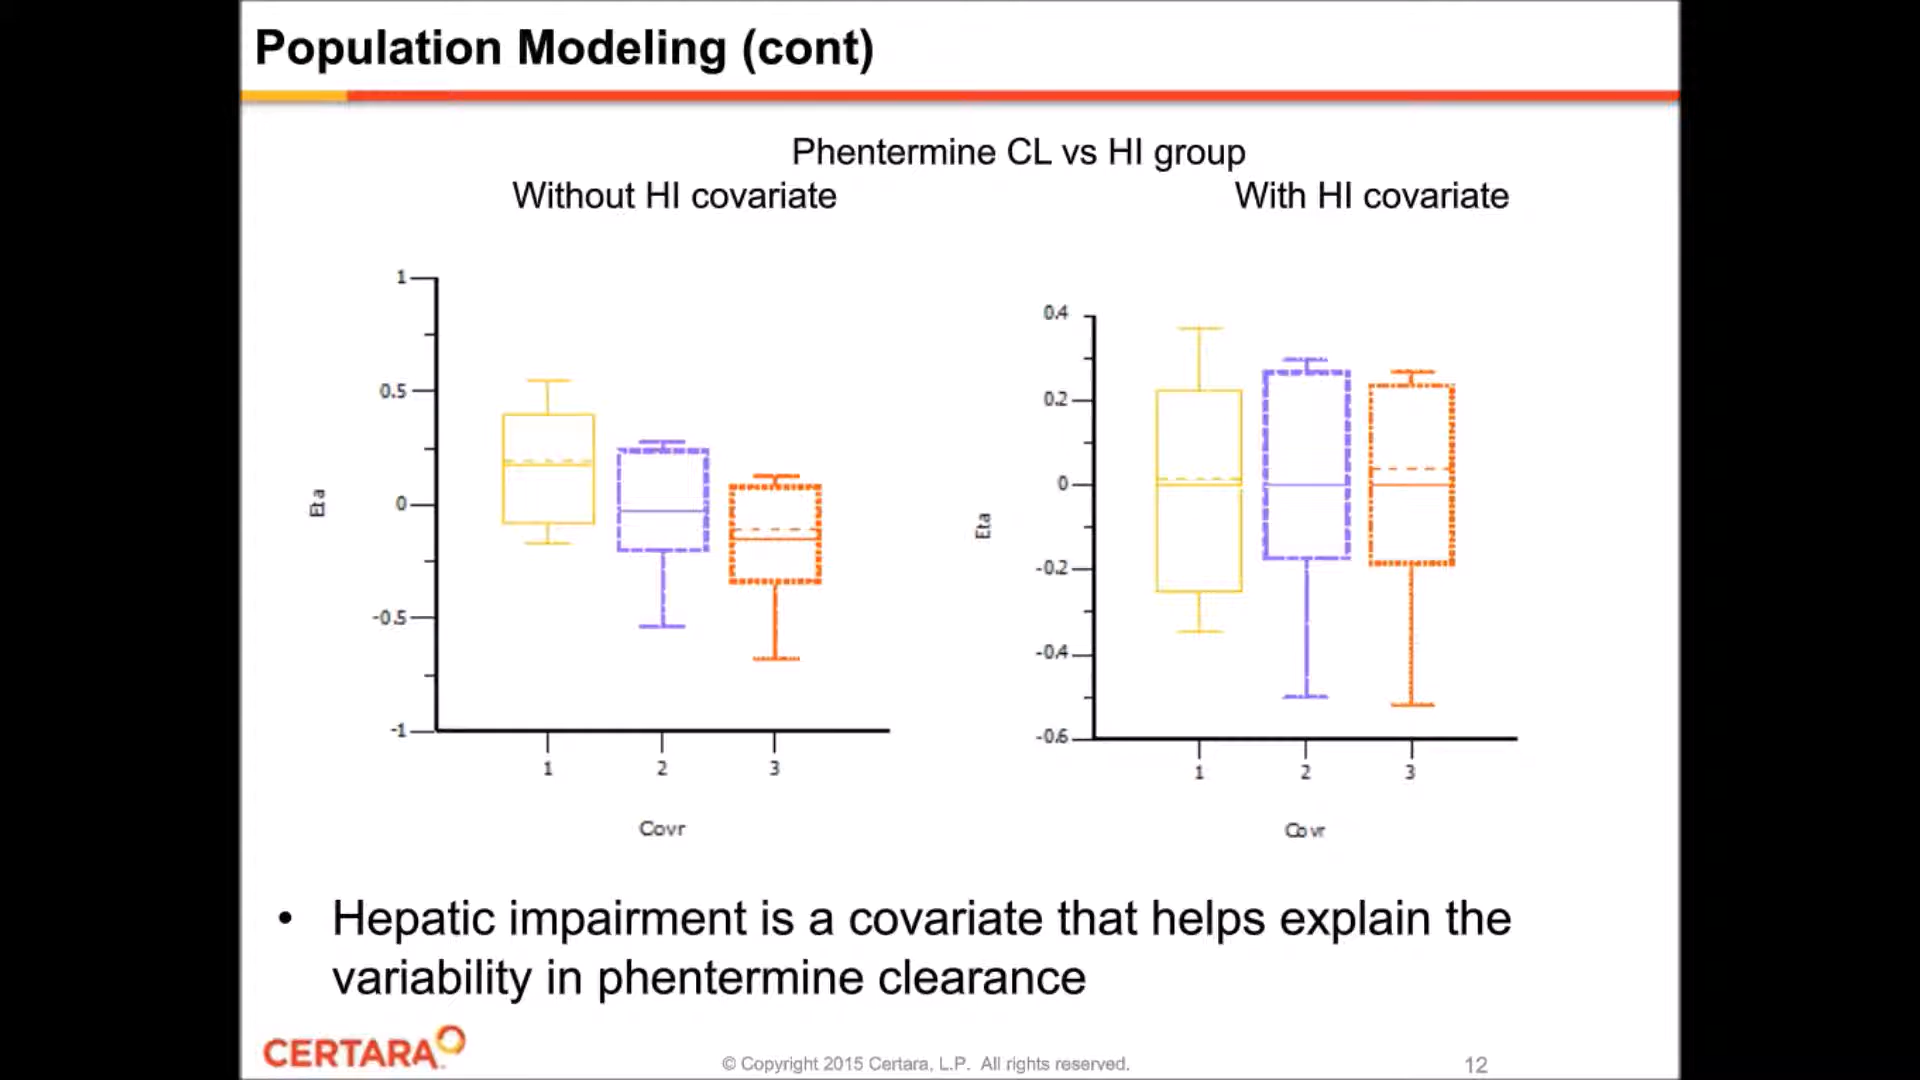 Population Modeling (cont)
Phentermine CL vs HI group
Without HI covariate
With HI covariate
1
0.5
0
-0.5
-1
Eta
1 2 3
Covr
0.4
0.2
0
-0.2
-0.4
-0.6
Eta
1 2 3
Covr
• Hepatic impairment is a covariate that helps explain the
variability in phentermine clearance
CERTARA
© Copyright 2015 Certara, L.P. All rights reserved.
12